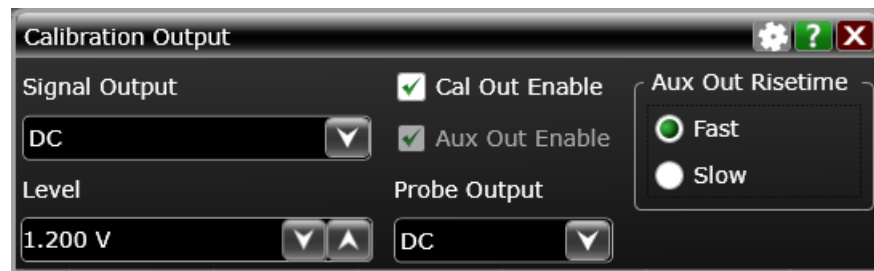 Calibration Output ?
Signal Output
DC
Level
1.200 V
Cal Out Enable
Aux Out Enable
Probe Output
DC
Aux Out Risetime
Fast
Slow